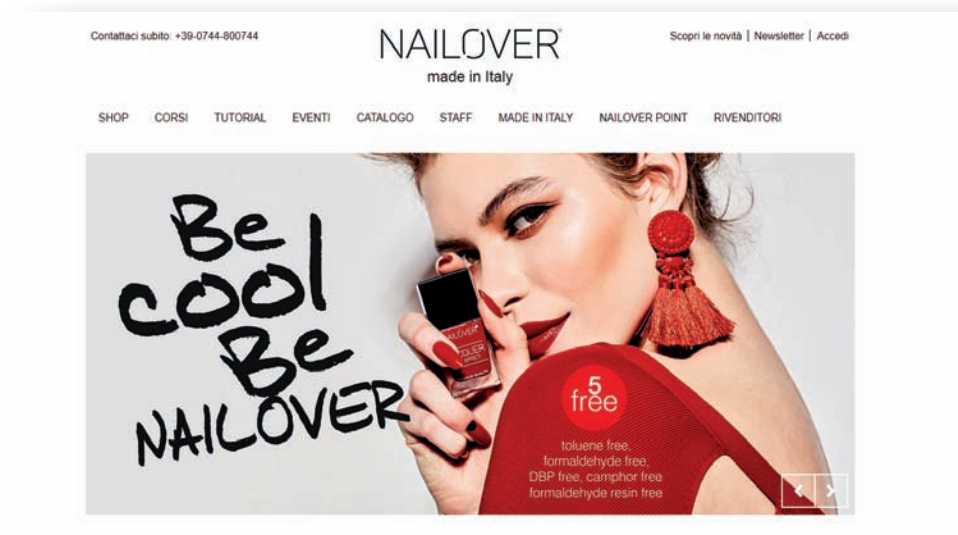 Contattaci subito: +39-0744-800744
NAILOVER®
made in Italy
Scopri le novità | Newsletter | Accedi
SHOP CORSI TUTORIAL EVENTI CATALOGO STAFF MADE IN ITALY NAILOVER POINT RIVENDITORI
Be
cool
Be
NAILOVER
NAILOVER
5
free
toluene free,
formaldehyde free,
DBP free, camphor free
formaldehyde resin free